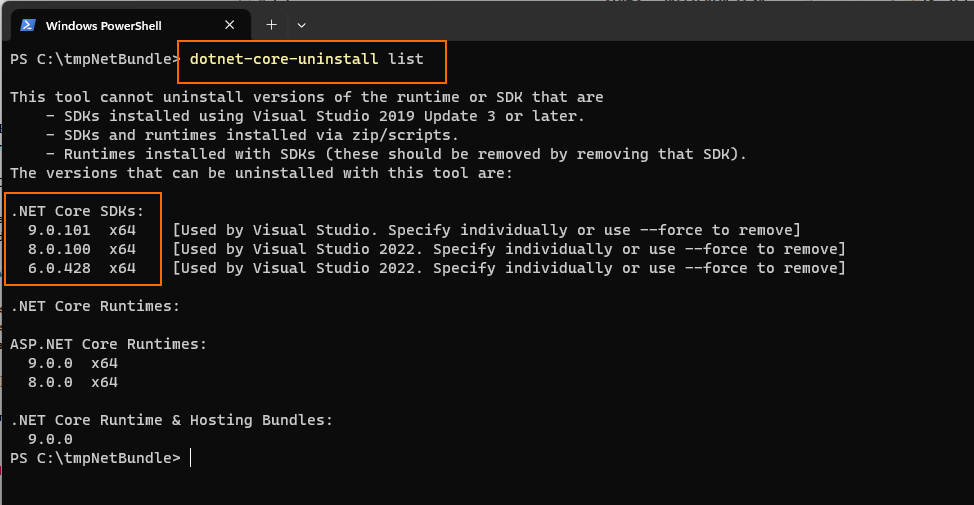 Windows PowerShell
PS C:\tmpNetBundle> dotnet-core-uninstall list
This tool cannot uninstall versions of the runtime or SDK that are
- SDKs installed using Visual Studio 2019 Update 3 or later.
- SDKs and runtimes installed via zip/scripts.
- Runtimes installed with SDKs (these should be removed by removing that SDK).
The versions that can be uninstalled with this tool are:
.NET Core SDKs:
9.0.101 x64 [Used by Visual Studio. Specify individually or use --force to remove]
8.0.100 x64 [Used by Visual Studio 2022. Specify individually or use --force to remove]
6.0.428 x64 [Used by Visual Studio 2022. Specify individually or use --force to remove]
.NET Core Runtimes:
ASP.NET Core Runtimes:
9.0.0 x64
8.0.0 x64
.NET Core Runtime & Hosting Bundles:
9.0.0
PS C:\tmpNetBundle>